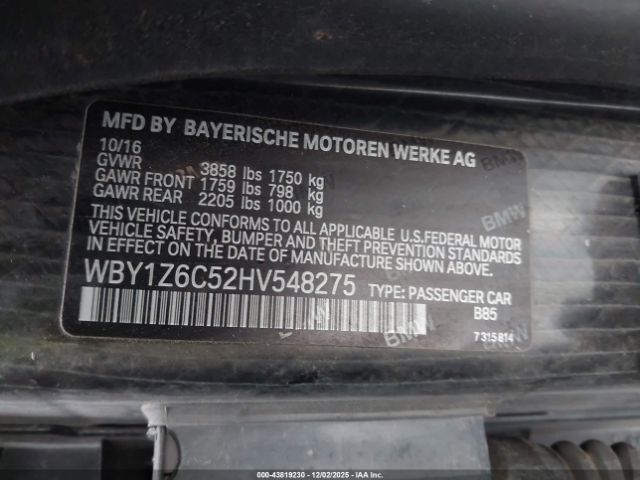 MFD BY BAYERISCHE MOTOREN WERKE AG
10/16
GVWR 3858 lbs 1750 kg
GAWR FRONT 1759 lbs 798 kg
GAWR REAR 2205 lbs 1000 kg
THIS VEHICLE CONFORMS TO ALL APPLICABLE U.S.FEDERAL MOTOR
VEHICLE SAFETY, BUMPER AND THEFT PREVENTION STANDARDS
IN EFFECT ON THE DATE OF MANUFACTURE SHOWN ABOVE.
WBY1Z6C52HV548275 TYPE: PASSENGER CAR
B85
7315814
00-43819230 - 12/02/2025 - IAAI.COM